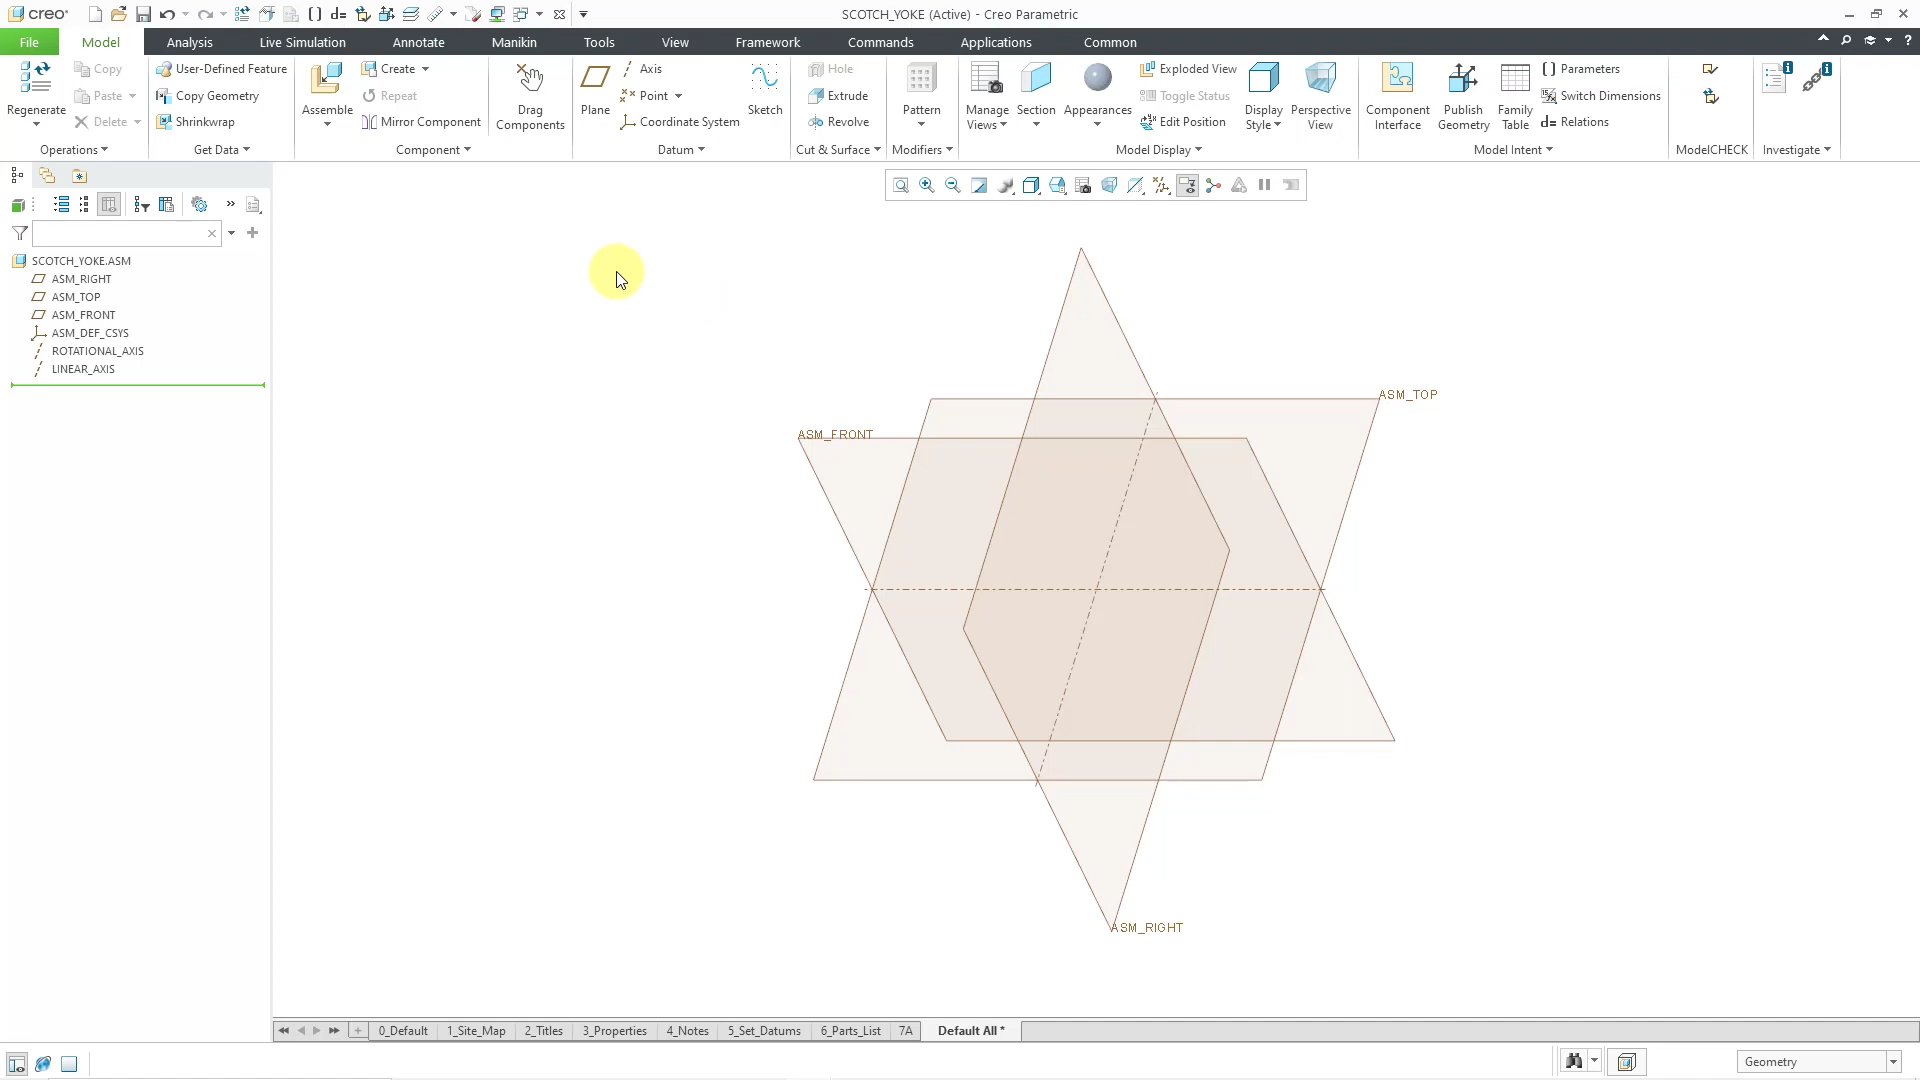 creo
SCOTCH_YOKE (Active) - Creo Parametric
File Model Analysis Live Simulation Annotate Manikin Tools View Framework Commands Applications Common
Regenerate
Copy
Paste
Delete
Operations
User-Defined Feature
Copy Geometry
Shrinkwrap
Get Data
Assemble
Create
Repeat
Mirror Component
Component
Drag
Components
Plane
Axis
Point
Coordinate System
Sketch
Datum
Hole
Extrude
Revolve
Cut & Surface
Pattern
Modifiers
Manage
Views
Section
Appearances
Exploded View
Toggle Status
Edit Position
Display
Style
Perspective
View
Model Display
Component
Interface
Publish
Geometry
Family
Table
Parameters
Switch Dimensions
d= Relations
Model Intent
ModelCHECK
Investigate
SCOTCH_YOKE.ASM
ASM_RIGHT
ASM_TOP
ASM_FRONT
ASM_DEF_CSYS
ROTATIONAL_AXIS
LINEAR_AXIS
ASM_TOP
ASM_FRONT
ASM_RIGHT
0_Default 1_Site_Map 2_Titles 3_Properties 4_Notes 5_Set_Datums 6_Parts_List 7A Default All *
Geometry